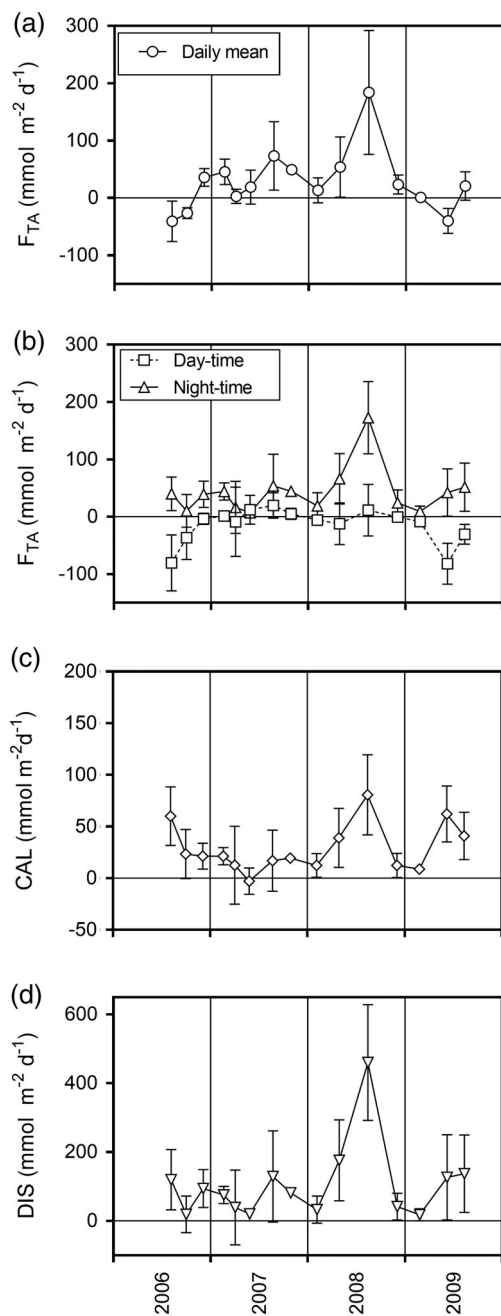 (a)
300
200
100
0
-100
F_TA (mmol m⁻² d⁻¹)
Daily mean
(b)
300
200
100
0
-100
F_TA (mmol m⁻² d⁻¹)
Day-time
Night-time
(c)
200
150
100
50
0
-50
CAL (mmol m⁻²d⁻¹)
(d)
600
400
200
0
DIS (mmol m⁻² d⁻¹)
2006
2007
2008
2009